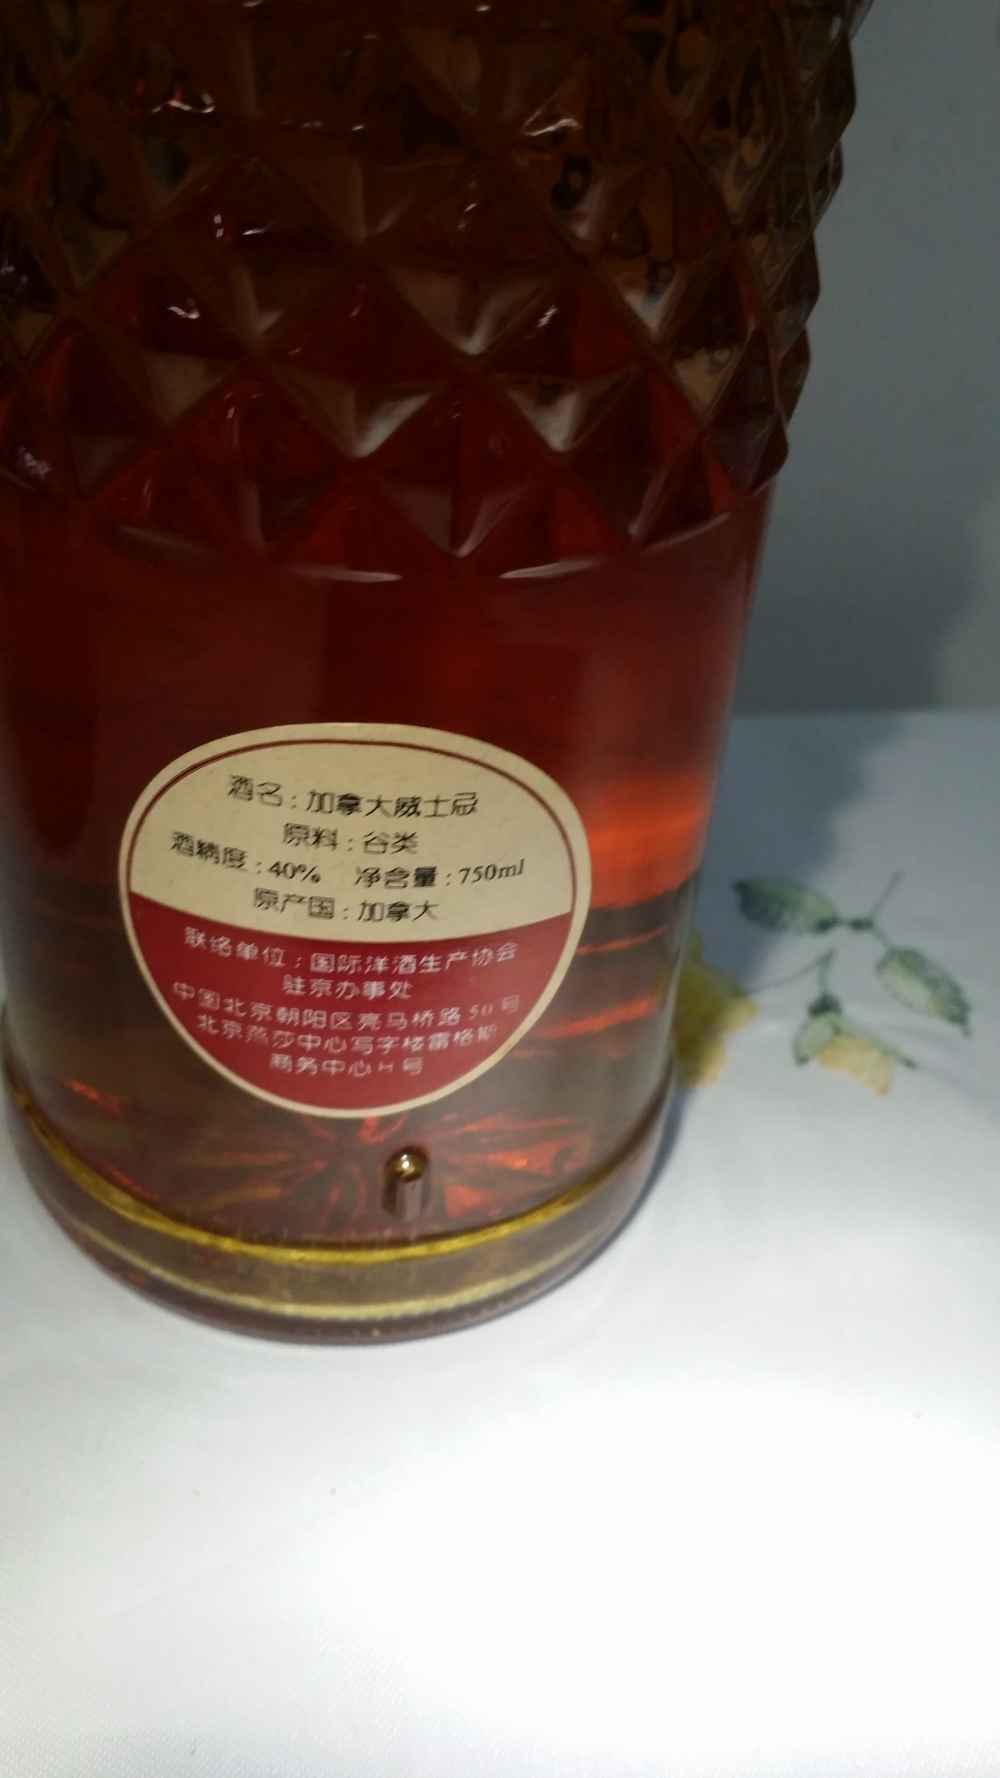 酒名：加拿大威士忌
原料：谷类
酒精度：40%  净含量：750ml
原产国：加拿大
联络单位：国际洋酒生产协会
驻京办事处
中国北京朝阳区亮马桥路50号
北京燕莎中心写字楼雷格斯
商务中心H号